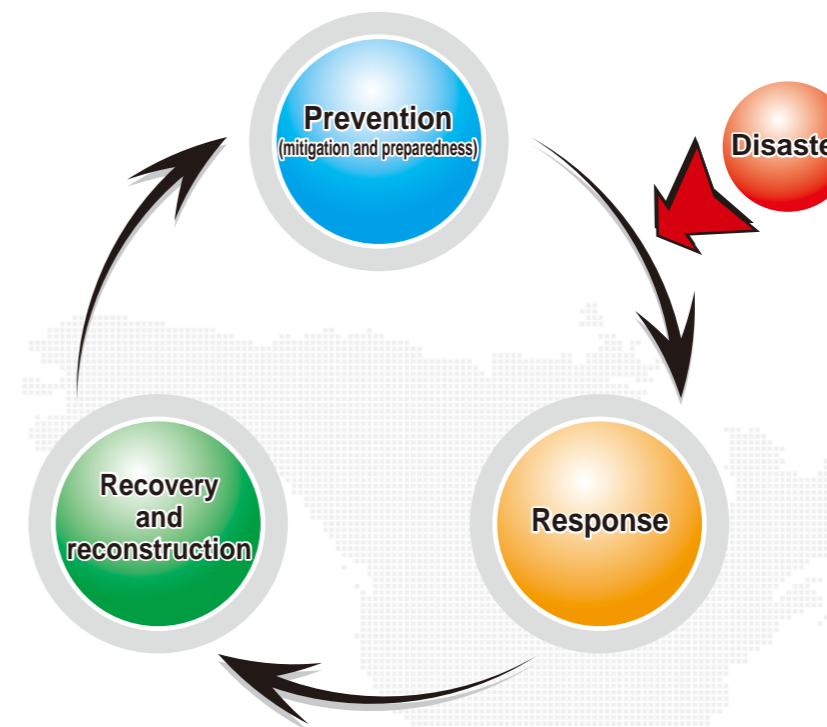 Prevention
(mitigation and preparedness)
Disaste
Response
Recovery
and
reconstruction